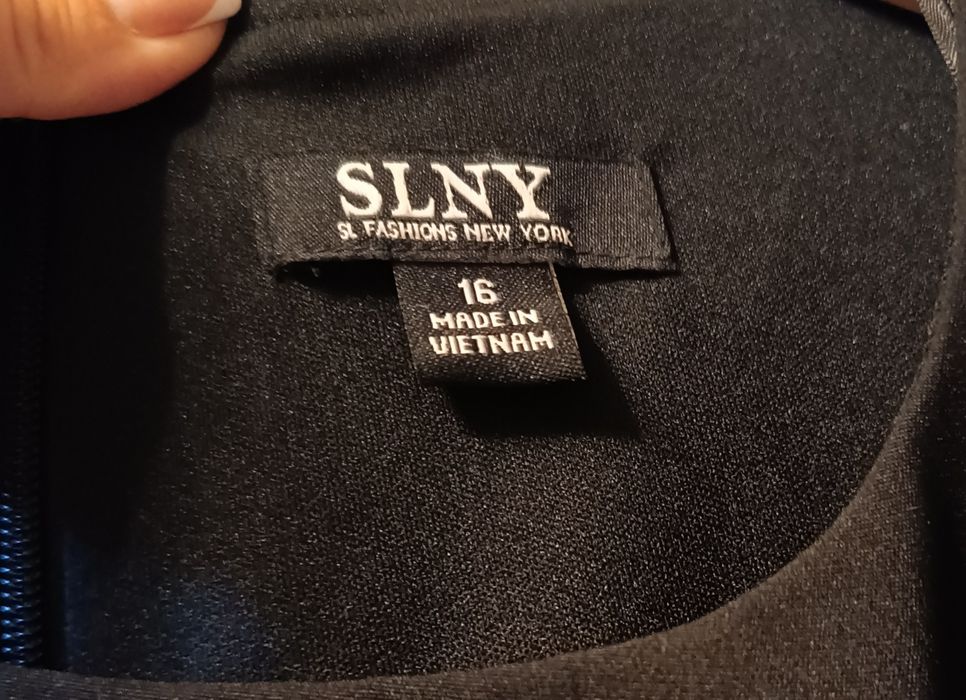 SLNY
SL FASHIONS NEW YORK
16
MADE IN
VIETNAM